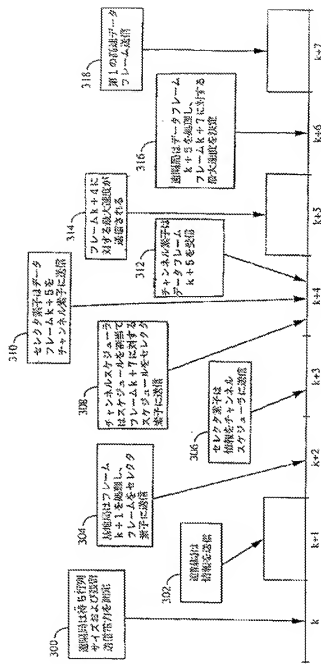 300
遠隔局は待ち行列
サイズおよび残留
送信電力を測定
302
遠隔局は
情報を送信
304
基地局はフレーム
k+1を処理し、
フレームをセレクタ
素子に送信
306
セレクタ素子は
情報をチャンネル
スケジューラに送信
308
チャンネルスケジューラ
はスケジュールを割当て
フレームk+7に対する
スケジュールをセレクタ
素子に送信
310
セレクタ素子はデータ
フレームk+5を
チャンネル素子に送信
312
チャンネル素子は
データフレーム
k+5を受信
314
フレームk+4に
対する最大速度が
送信される
316
遠隔局はデータフレーム
k+5を処理し、
フレームk+7に対する
最大速度を決定
318
第1の高速データ
フレーム送信
k
k+1
k+2
k+3
k+4
k+5
k+6
k+7